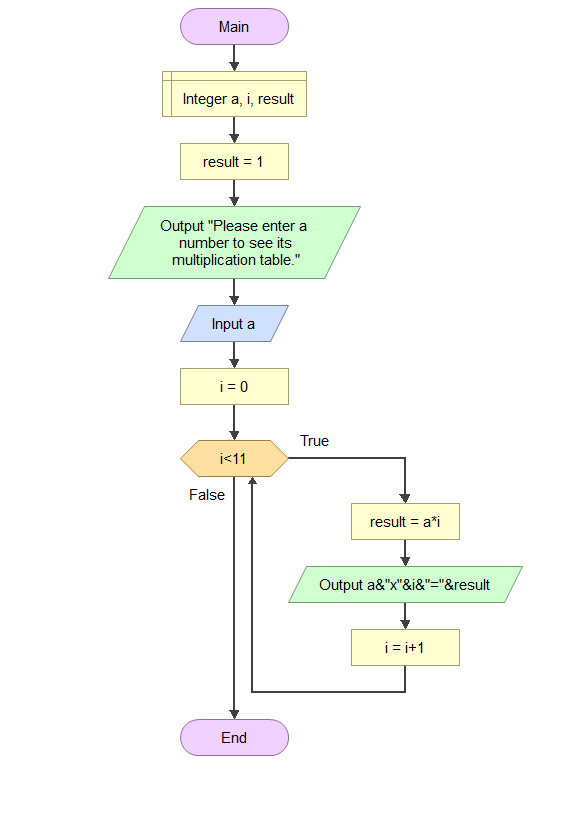 Main
Integer a, i, result
result = 1
Output "Please enter a
number to see its
multiplication table."
Input a
i = 0
i<11
True
False
result = a*i
Output a&"x"&i&"="&result
i = i+1
End